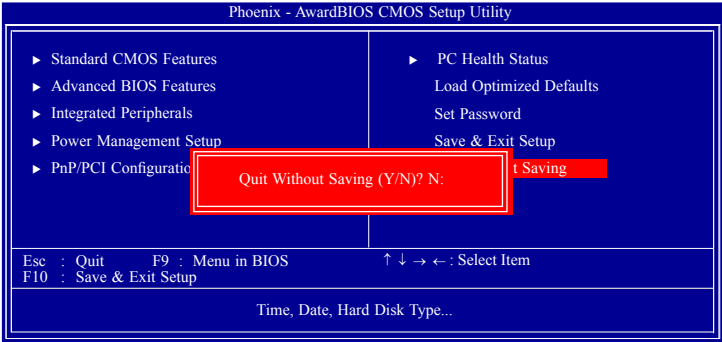 Phoenix - AwardBIOS CMOS Setup Utility
► Standard CMOS Features
► Advanced BIOS Features
► Integrated Peripherals
► Power Management Setup
► PnP/PCI Configuratio
► PC Health Status
Load Optimized Defaults
Set Password
Save & Exit Setup
t Saving
Quit Without Saving (Y/N)? N:
Esc : Quit F9 : Menu in BIOS ↑ ↓ → ← : Select Item
F10 : Save & Exit Setup
Time, Date, Hard Disk Type...